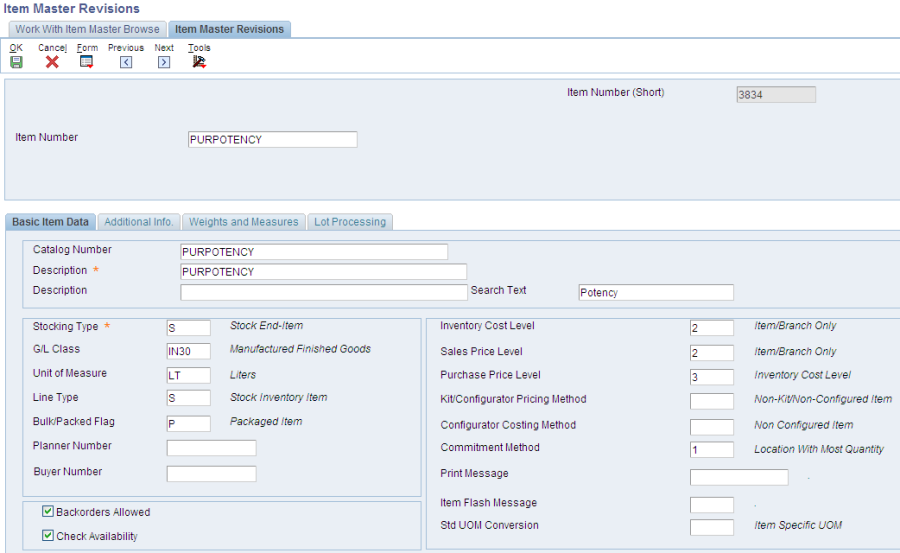 Item Master Revisions
Work With Item Master Browse Item Master Revisions
OK Cancel Form Previous Next Tools
Item Number (Short) 3834
Item Number PURPOTENCY
Basic Item Data Additional Info. Weights and Measures Lot Processing
Catalog Number PURPOTENCY
Description * PURPOTENCY
Description Search Text Potency
Stocking Type * S Stock End-Item Inventory Cost Level 2 Item/Branch Only
G/L Class IN30 Manufactured Finished Goods Sales Price Level 2 Item/Branch Only
Unit of Measure LT Liters Purchase Price Level 3 Inventory Cost Level
Line Type S Stock Inventory Item Kit/Configurator Pricing Method Non-Kit/Non-Configured Item
Bulk/Packed Flag P Packaged Item Configurator Costing Method Non Configured Item
Planner Number Commitment Method 1 Location With Most Quantity
Buyer Number Print Message .
Backorders Allowed Item Flash Message .
Check Availability Std UOM Conversion Item Specific UOM